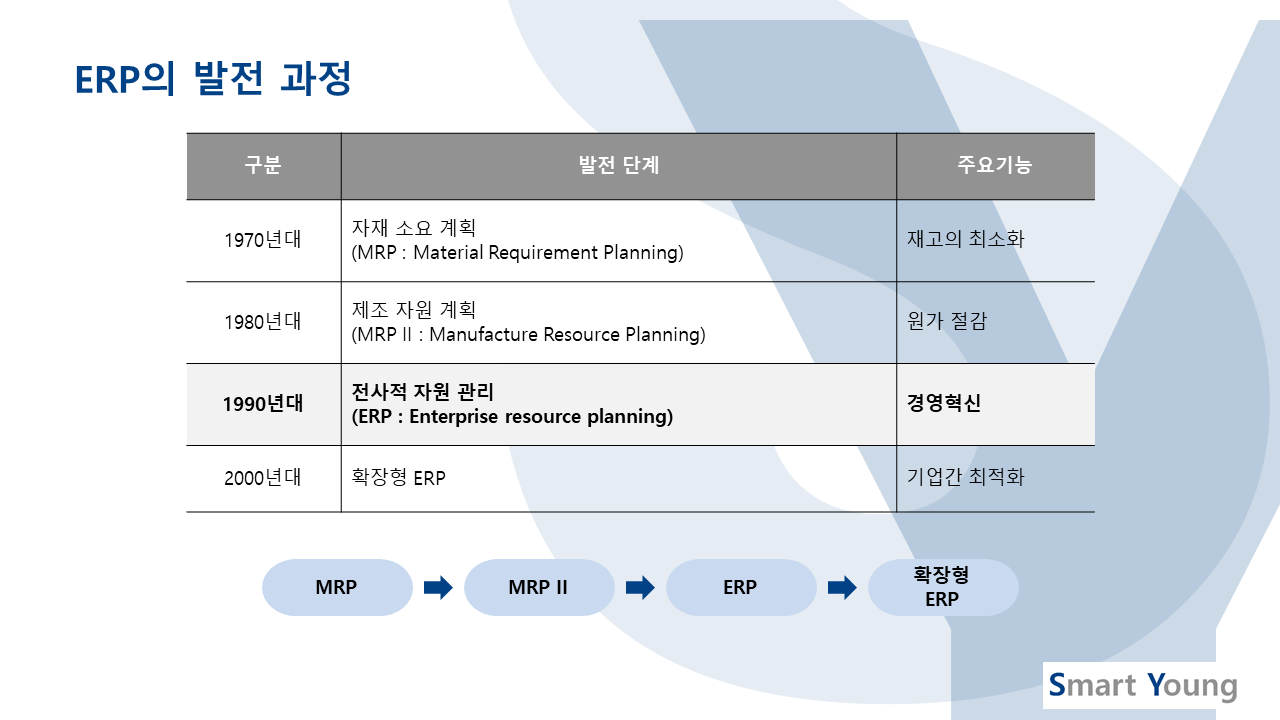 ERP의 발전 과정
구분 발전 단계 주요기능
1970년대
자재 소요 계획
(MRP : Material Requirement Planning)
재고의 최소화
1980년대
제조 자원 계획
(MRP II : Manufacture Resource Planning)
원가 절감
1990년대
전사적 자원 관리
(ERP : Enterprise resource planning)
경영혁신
2000년대 확장형 ERP 기업간 최적화
MRP MRP II ERP 확장형
ERP
Smart Young